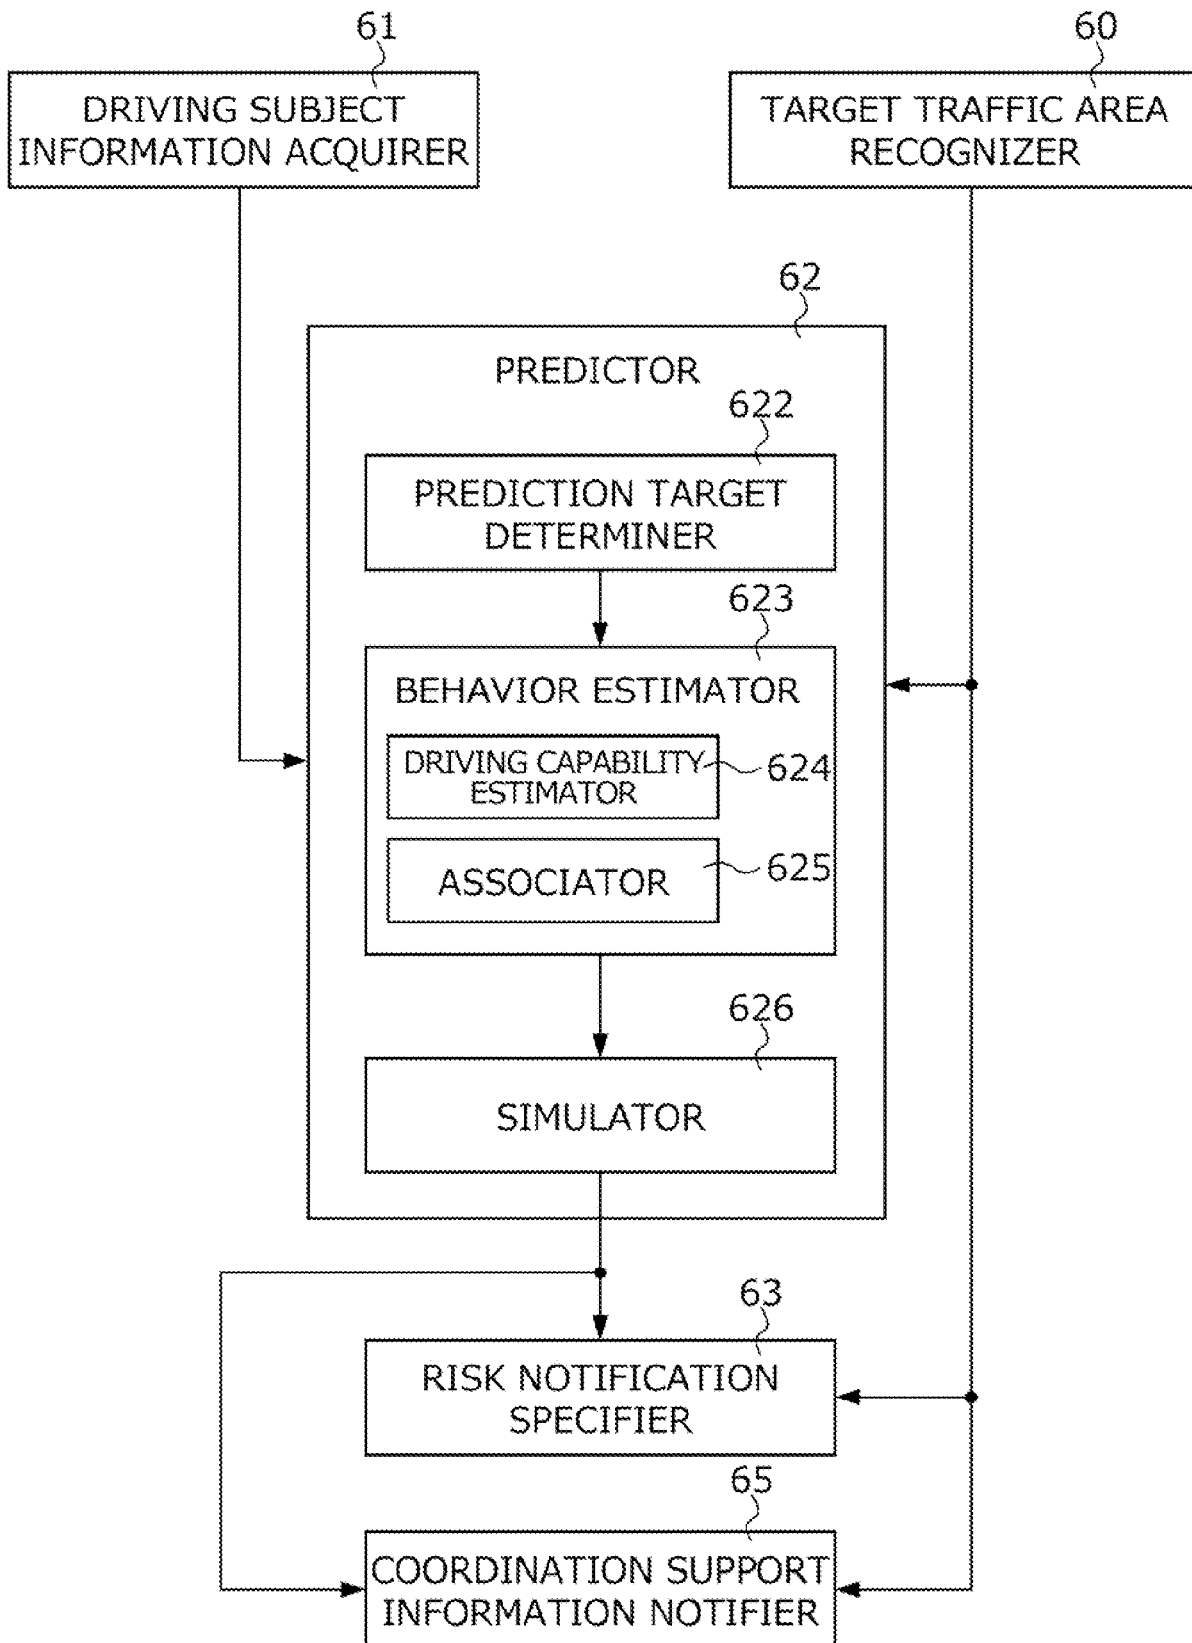 61
DRIVING SUBJECT
INFORMATION ACQUIRER
60
TARGET TRAFFIC AREA
RECOGNIZER
62
PREDICTOR
622
PREDICTION TARGET
DETERMINER
623
BEHAVIOR ESTIMATOR
DRIVING CAPABILITY
ESTIMATOR
624
ASSOCIATOR
625
626
SIMULATOR
63
RISK NOTIFICATION
SPECIFIER
65
COORDINATION SUPPORT
INFORMATION NOTIFIER